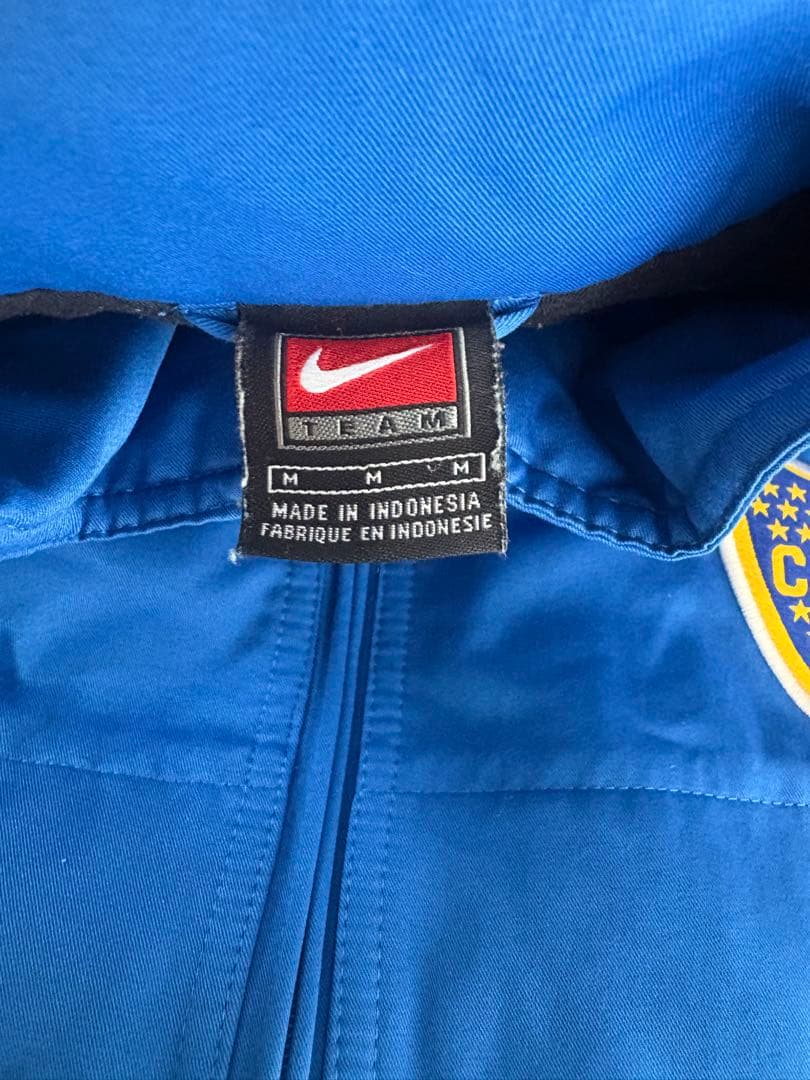 TEAM
M M M
MADE IN INDONESIA
FABRIQUE EN INDONESIE
C